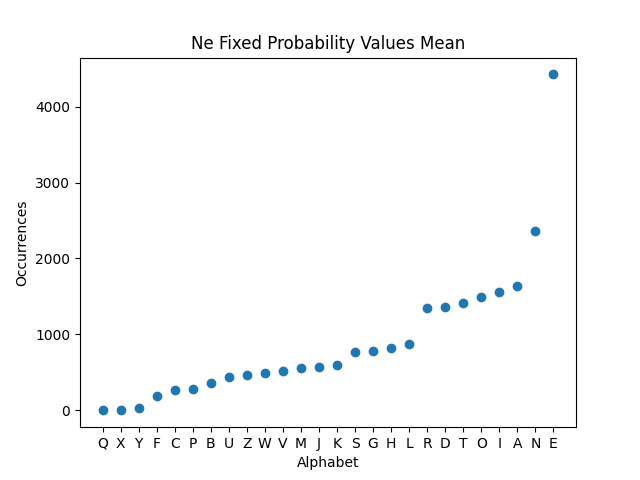 Ne Fixed Probability Values Mean
Occurrences
4000
3000
2000
1000
0
Q X Y F C P B U Z W V M J K S G H L R D T O I A N E
Alphabet